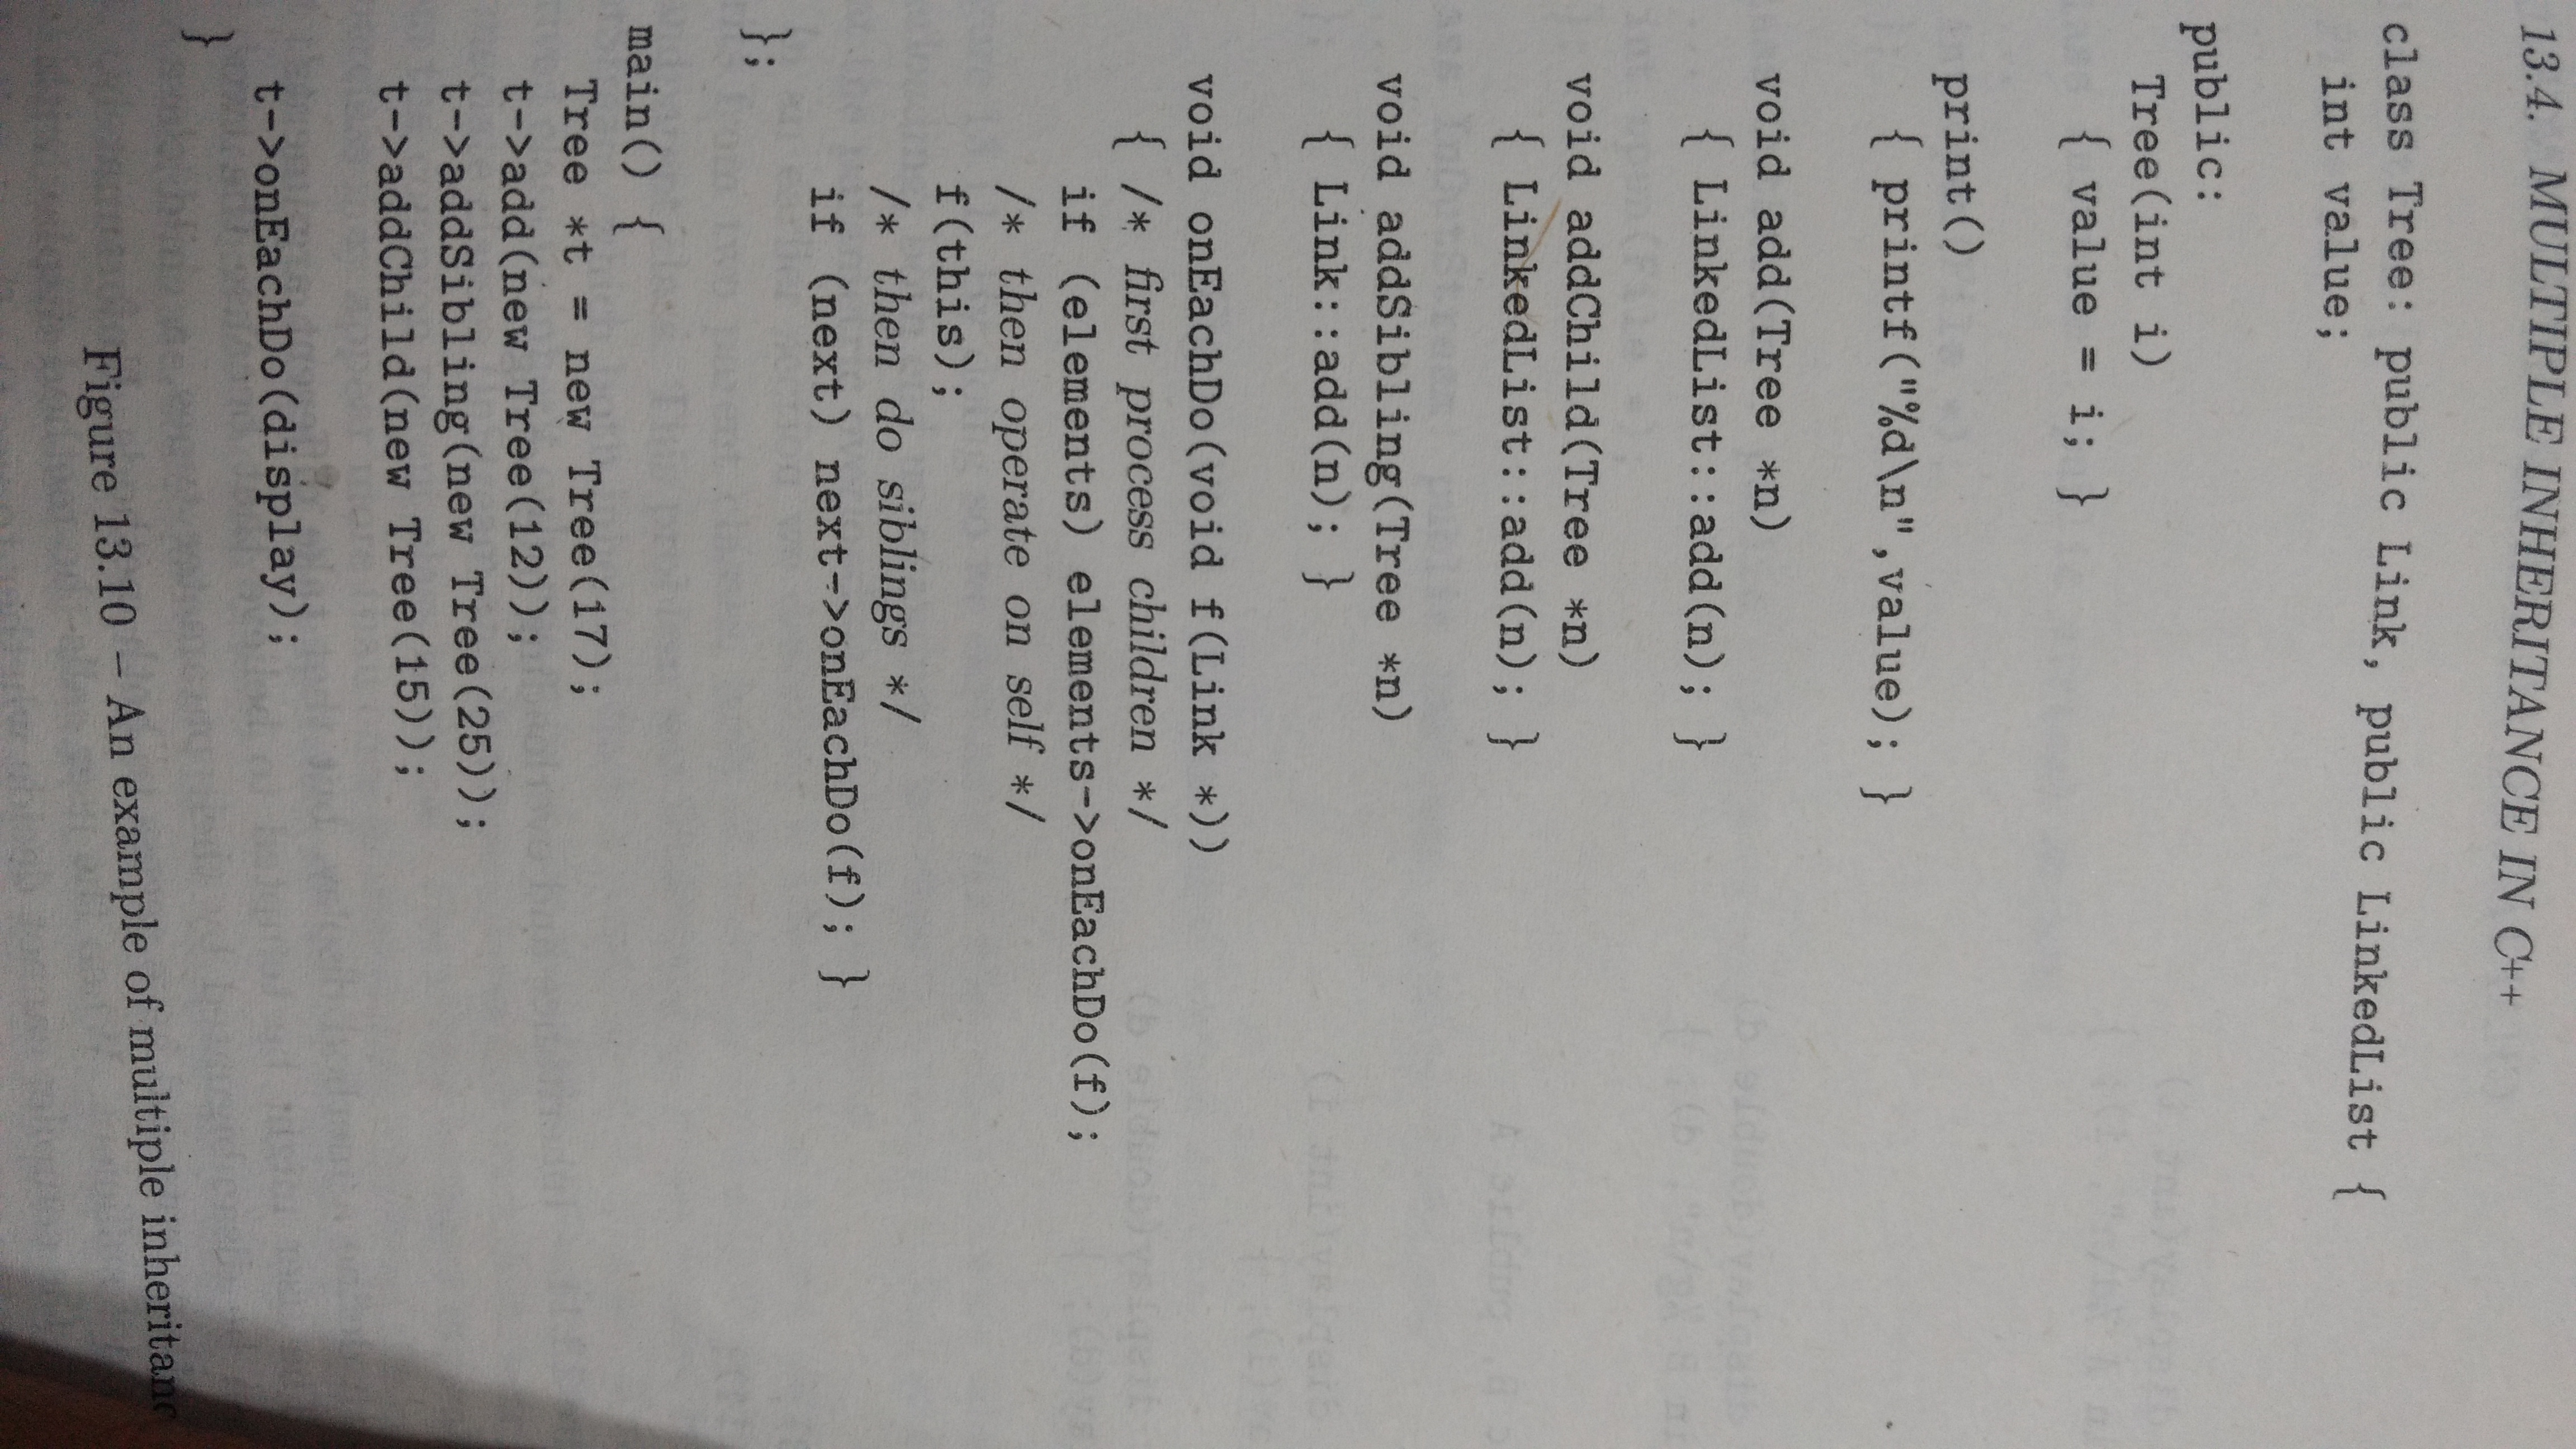 13.4. MULTIPLE INHERITANCE IN C++
class Tree: public Link, public LinkedList {
int value;
public:
Tree(int i)
{ value = i; }
print()
{ printf("%d\n",value); }
void add(Tree *n)
{ LinkedList::add(n); }
void addChild(Tree *n)
{ LinkedList::add(n); }
void addSibling(Tree *n)
{ Link::add(n); }
void onEachDo(void f(Link *))
{ /* first process children */
if (elements) elements->onEachDo(f);
/* then operate on self */
f(this);
/* then do siblings */
if (next) next->onEachDo(f); }
};
main() {
Tree *t = new Tree(17);
t->add(new Tree(12));
t->addSibling(new Tree(25));
t->addChild(new Tree(15));
t->onEachDo(display);
}
Figure 13.10 – An example of multiple inheritanc